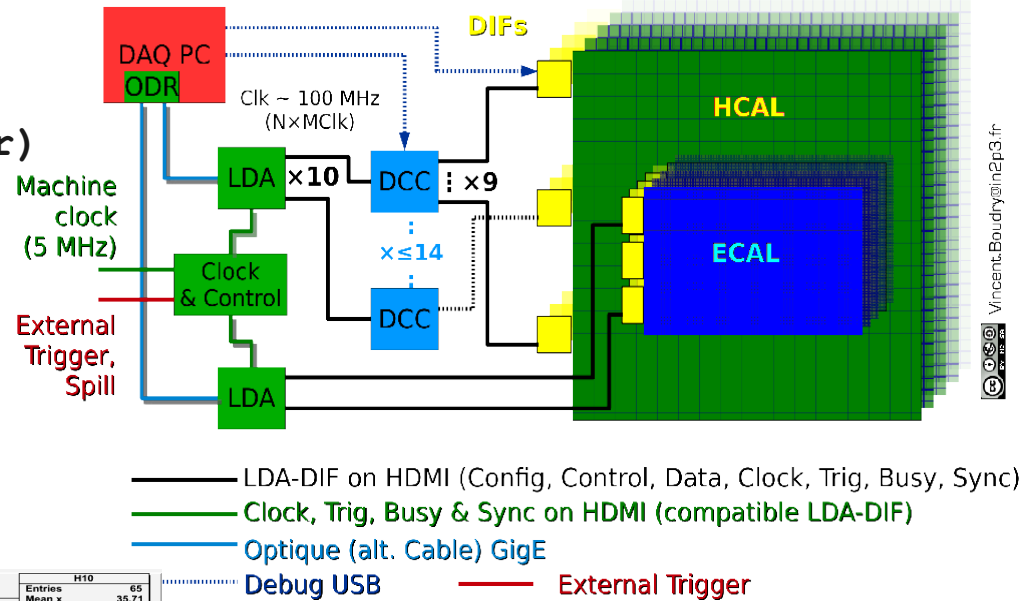 DIFs
DAQ PC
ODR
Clk ~ 100 MHz
(N×MClk)
r)
HCAL
Machine
clock
(5 MHz)
LDA
×10
DCC
⋮ ×9
×≤14
ECAL
Clock
& Control
DCC
External
Trigger,
Spill
LDA
Vincent.Boudry@in2p3.fr
LDA-DIF on HDMI (Config, Control, Data, Clock, Trig, Busy, Sync)
Clock, Trig, Busy & Sync on HDMI (compatible LDA-DIF)
Optique (alt. Cable) GigE
Debug USB
External Trigger
H10
Entries 65
Mean x 35.71